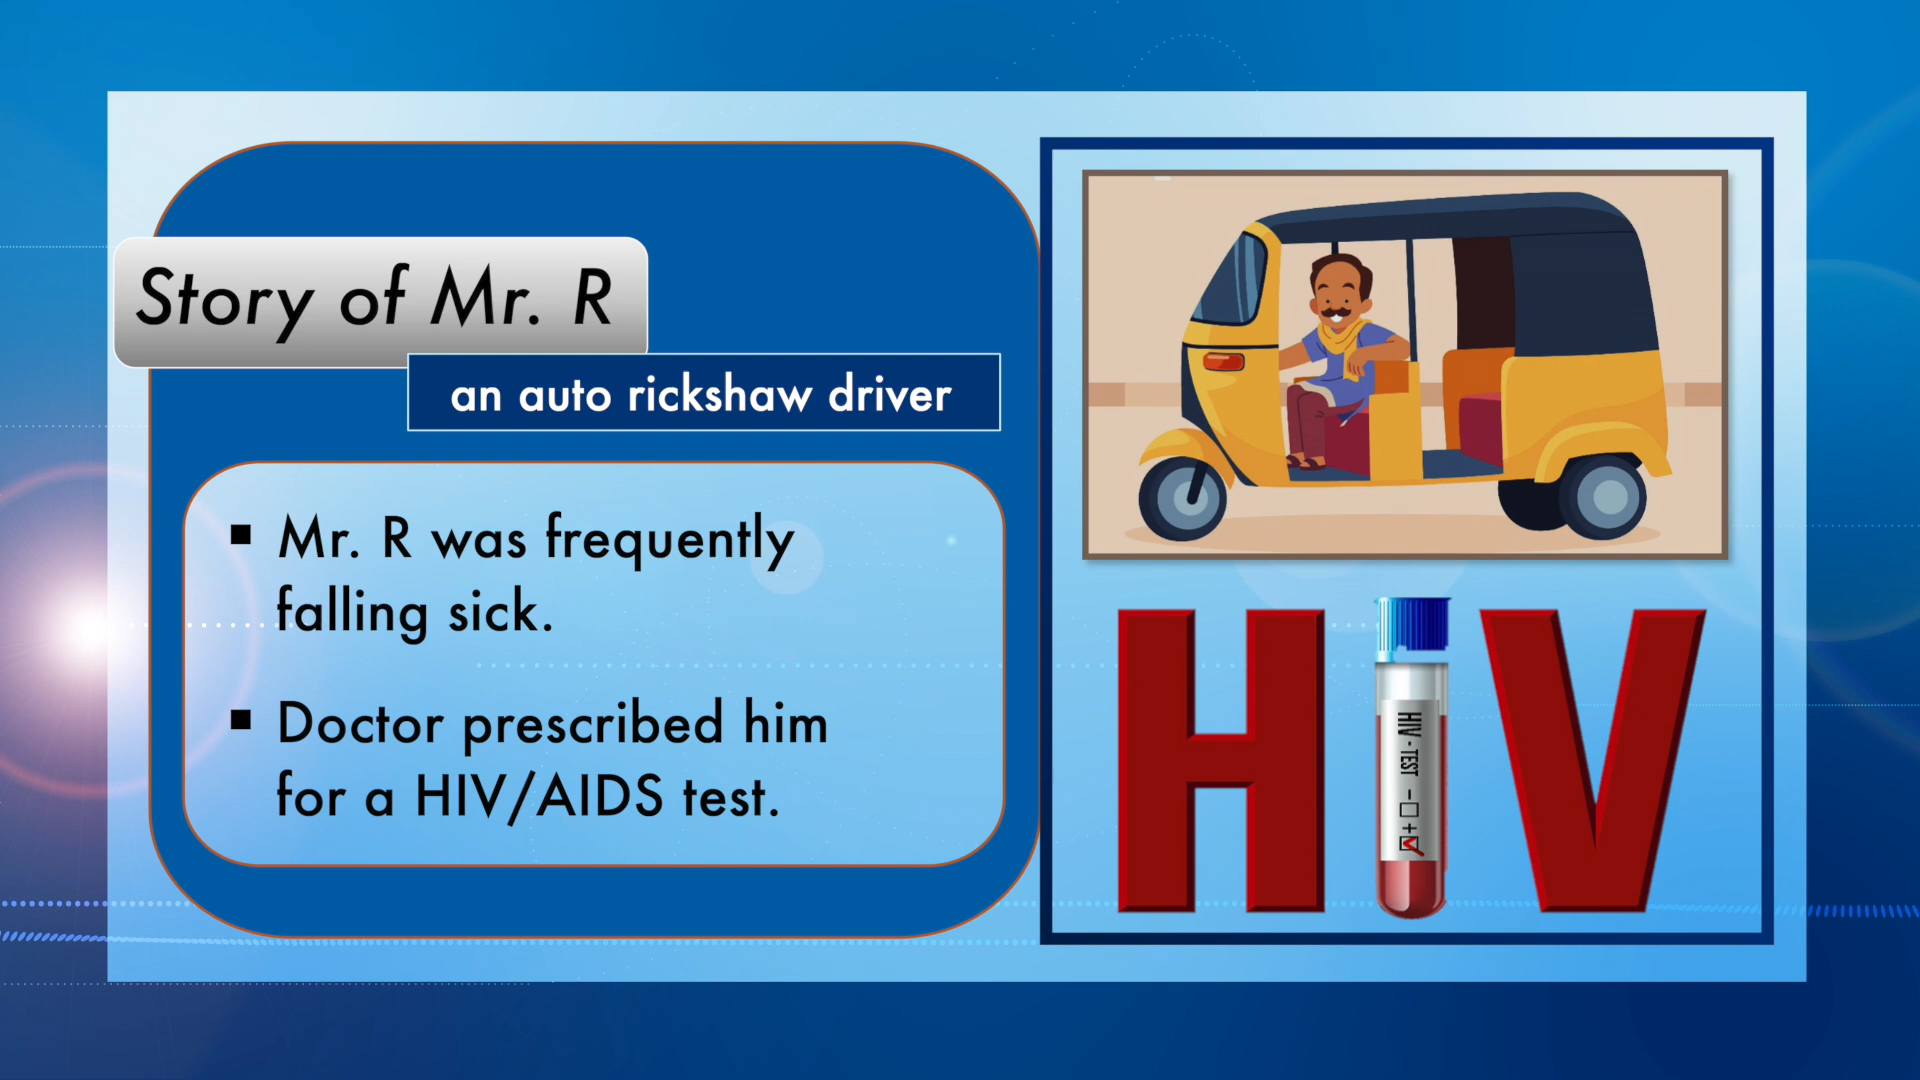 Story of Mr. R
an auto rickshaw driver
▪ Mr. R was frequently
falling sick.
▪ Doctor prescribed him
for a HIV/AIDS test.
HIV
HIV - TEST - □ + ☑